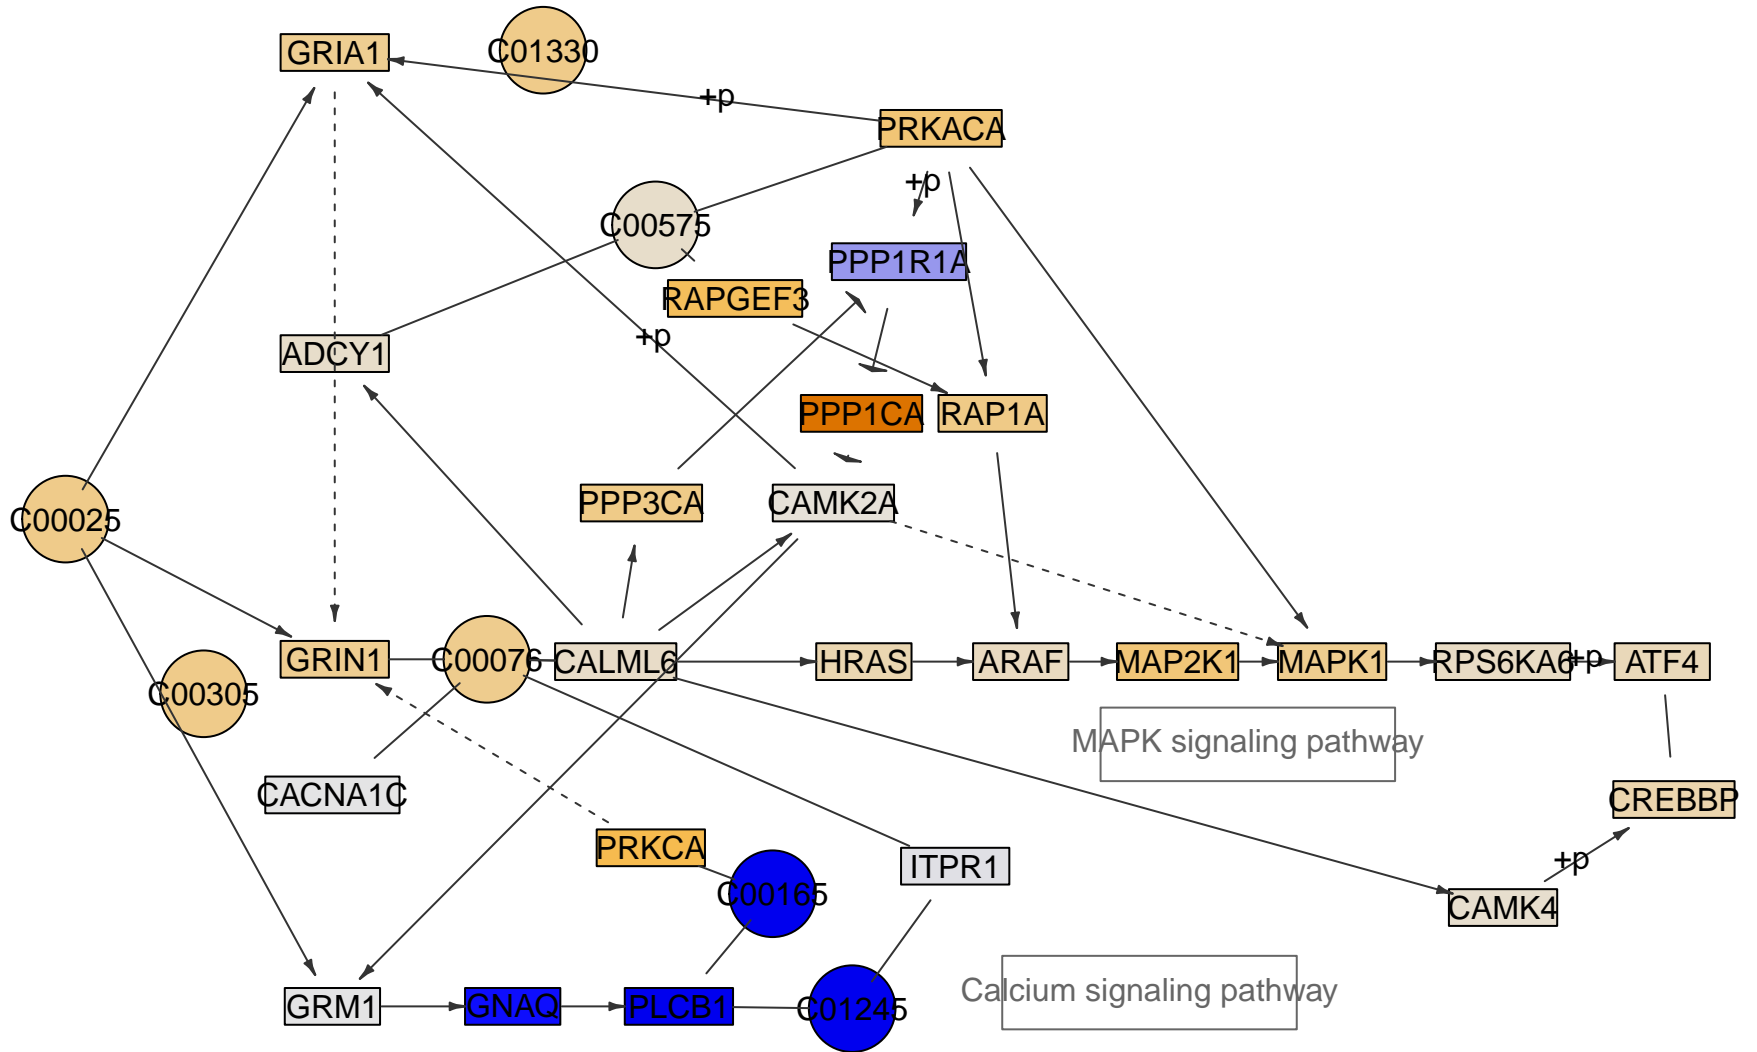 GRIA1
C01330
+p
PRKACA
+p
C00575
PPP1R1A
RAPGEF3
+p
ADCY1
PPP1CA
RAP1A
PPP3CA
CAMK2A
C00025
GRIN1
C00076
CALML6
HRAS
ARAF
MAP2K1
MAPK1
RPS6KA6
+p
ATF4
C00305
MAPK signaling pathway
CACNA1C
CREBBP
PRKCA
ITPR1
+p
C00165
CAMK4
Calcium signaling pathway
GRM1
GNAQ
PLCB1
C01245